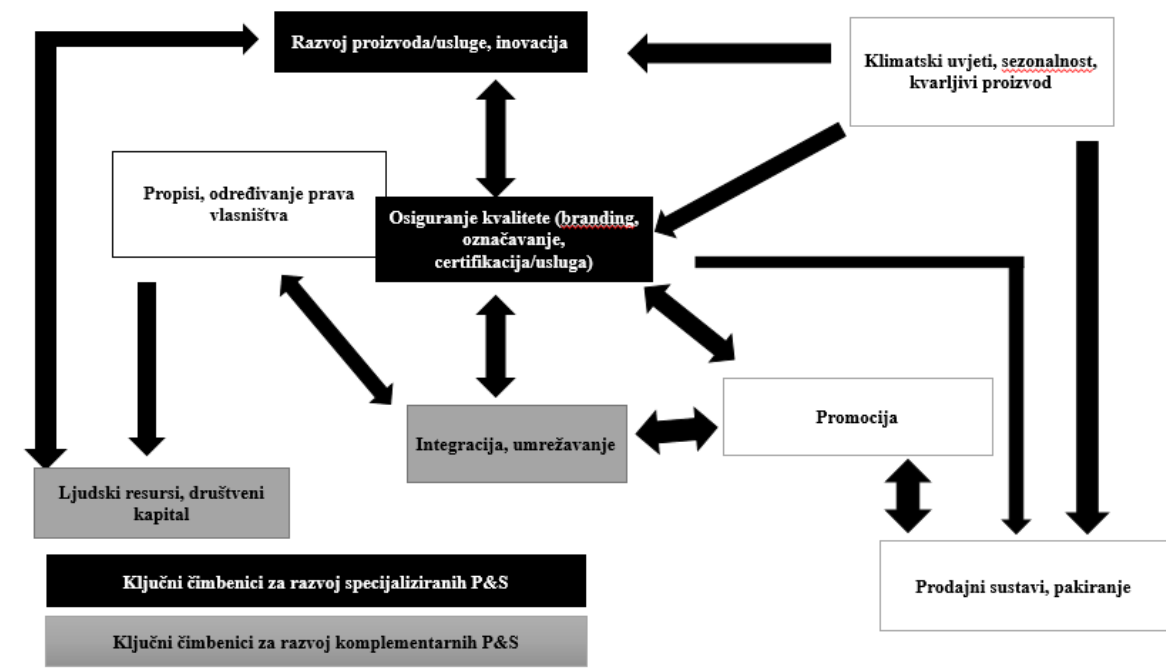 Razvoj proizvoda/usluge, inovacija
Klimatski uvjeti, sezonalnost,
kvarljivi proizvod
Propisi, određivanje prava
vlasništva
Osiguranje kvalitete (branding,
označavanje,
certifikacija/usluga)
Promocija
Integracija, umrežavanje
Ljudski resursi, društveni
kapital
Prodajni sustavi, pakiranje
Ključni čimbenici za razvoj specijaliziranih P&S
Ključni čimbenici za razvoj komplementarnih P&S